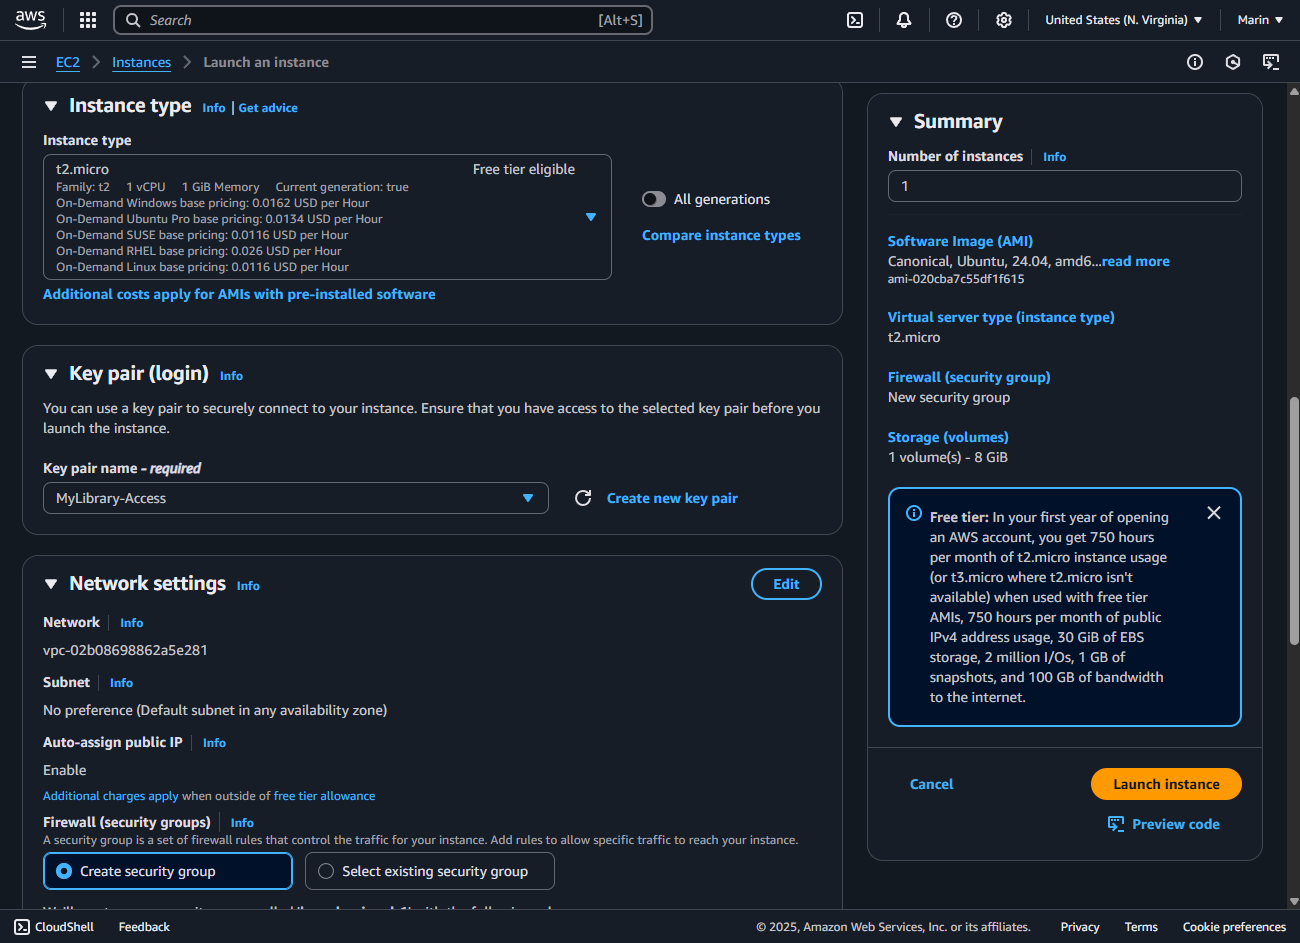 aws
Search [Alt+S]
United States (N. Virginia)
Marin
EC2 Instances Launch an instance
Instance type Info | Get advice
Instance type
t2.micro Free tier eligible
Family: t2 1 vCPU 1 GiB Memory Current generation: true
On-Demand Windows base pricing: 0.0162 USD per Hour
On-Demand Ubuntu Pro base pricing: 0.0134 USD per Hour
On-Demand SUSE base pricing: 0.0116 USD per Hour
On-Demand RHEL base pricing: 0.026 USD per Hour
On-Demand Linux base pricing: 0.0116 USD per Hour
All generations
Compare instance types
Additional costs apply for AMIs with pre-installed software
Key pair (login) Info
You can use a key pair to securely connect to your instance. Ensure that you have access to the selected key pair before you
launch the instance.
Key pair name - required
MyLibrary-Access
Create new key pair
Network settings Info
Edit
Network Info
vpc-02b08698862a5e281
Subnet Info
No preference (Default subnet in any availability zone)
Auto-assign public IP Info
Enable
Additional charges apply when outside of free tier allowance
Firewall (security groups) Info
A security group is a set of firewall rules that control the traffic for your instance. Add rules to allow specific traffic to reach your instance.
Create security group
Select existing security group
Summary
Number of instances Info
1
Software Image (AMI)
Canonical, Ubuntu, 24.04, amd6...read more
ami-020cba7c55df1f615
Virtual server type (instance type)
t2.micro
Firewall (security group)
New security group
Storage (volumes)
1 volume(s) - 8 GiB
Free tier: In your first year of opening
an AWS account, you get 750 hours
per month of t2.micro instance usage
(or t3.micro where t2.micro isn't
available) when used with free tier
AMIs, 750 hours per month of public
IPv4 address usage, 30 GiB of EBS
storage, 2 million I/Os, 1 GB of
snapshots, and 100 GB of bandwidth
to the internet.
Cancel
Launch instance
Preview code
CloudShell Feedback
© 2025, Amazon Web Services, Inc. or its affiliates. Privacy Terms Cookie preferences